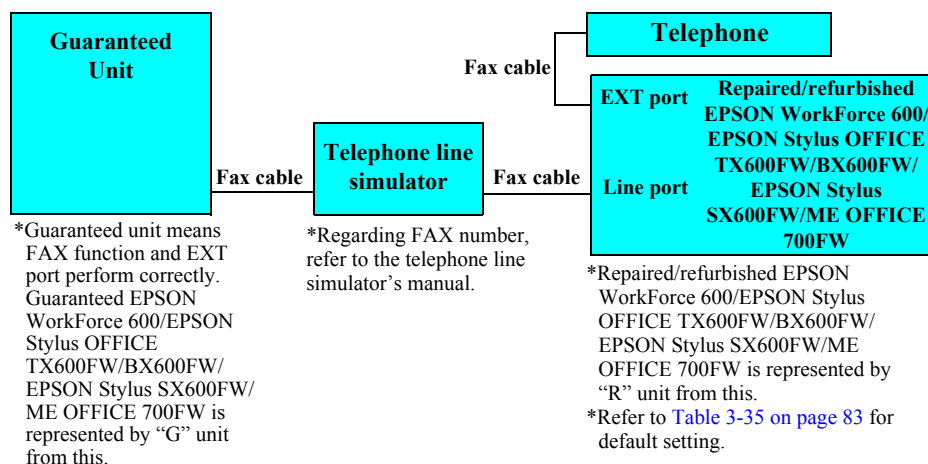 Guaranteed
Unit
Fax cable
Telephone line
simulator
Fax cable
Fax cable
Telephone
EXT port
Line port
Repaired/refurbished
EPSON WorkForce 600/
EPSON Stylus OFFICE
TX600FW/BX600FW/
EPSON Stylus
SX600FW/ME OFFICE
700FW
*Guaranteed unit means
FAX function and EXT
port perform correctly.
Guaranteed EPSON
WorkForce 600/EPSON
Stylus OFFICE
TX600FW/BX600FW/
EPSON Stylus SX600FW/
ME OFFICE 700FW is
represented by “G” unit
from this.
*Regarding FAX number,
refer to the telephone line
simulator’s manual.
*Repaired/refurbished EPSON
WorkForce 600/EPSON Stylus
OFFICE TX600FW/BX600FW/
EPSON Stylus SX600FW/ME
OFFICE 700FW is represented by
“R” unit from this.
*Refer to Table 3-35 on page 83 for
default setting.